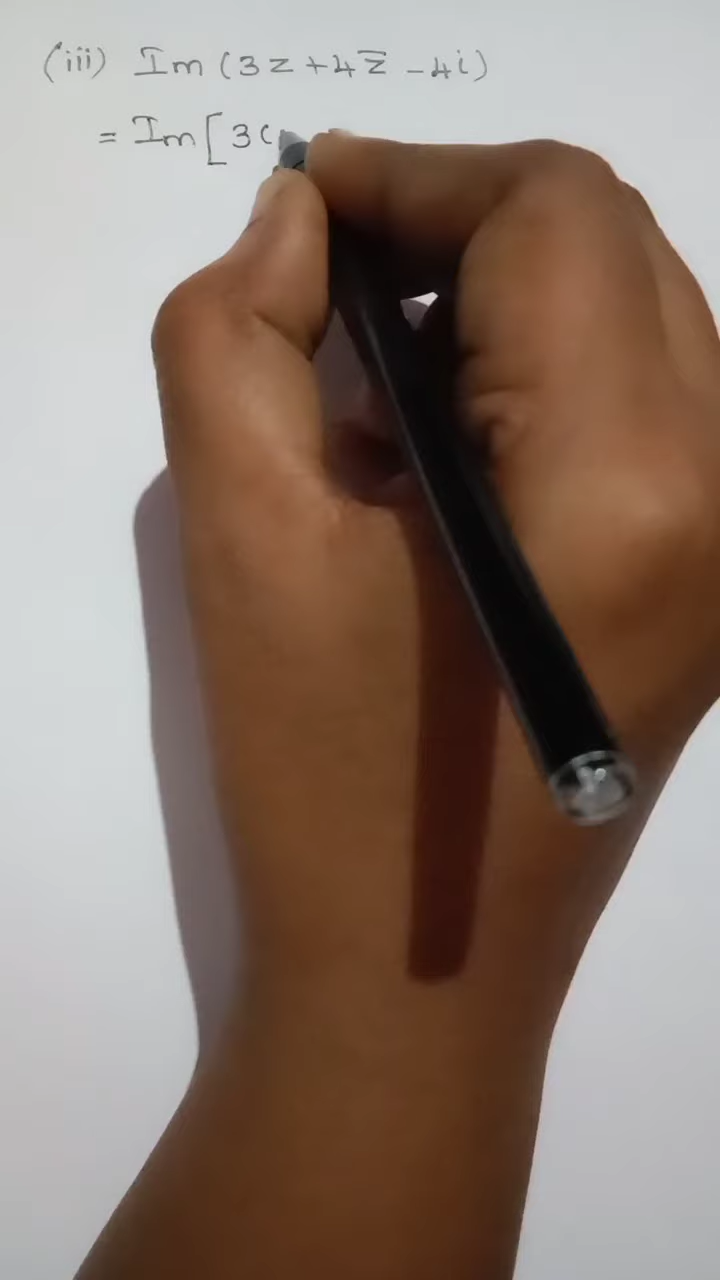 (iii) Im (3z + 4z̅ - 4i)
= Im [ 3(